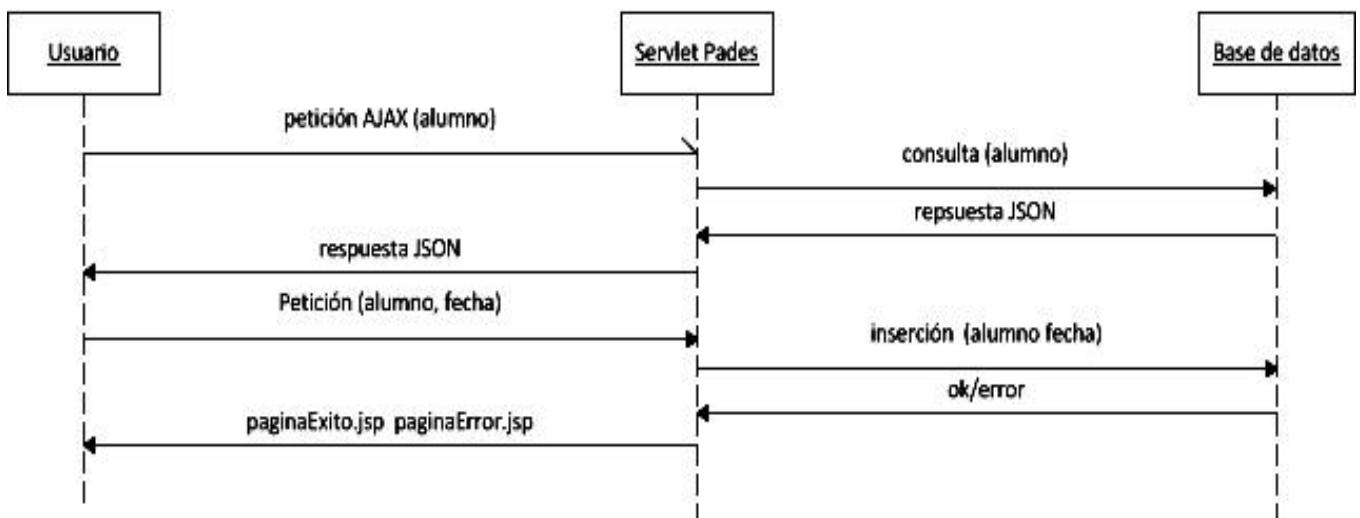 Usuario
Servlet Pades
Base de datos
petición AJAX (alumno)
consulta (alumno)
repsuesta JSON
respuesta JSON
Petición (alumno, fecha)
inserción (alumno fecha)
ok/error
paginaExito.jsp paginaError.jsp